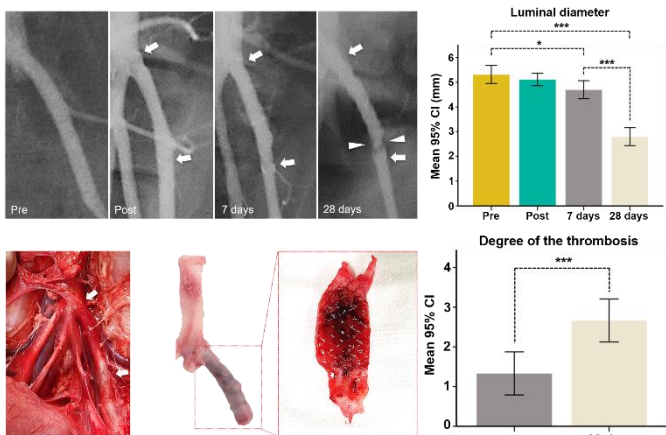 Pre
Post
7 days
28 days
Luminal diameter
***
*
***
Mean 95% CI (mm)
6
5
4
3
2
1
0
Pre
Post
7 days
28 days
Degree of the thrombosis
***
Mean 95% CI
4
3
2
1